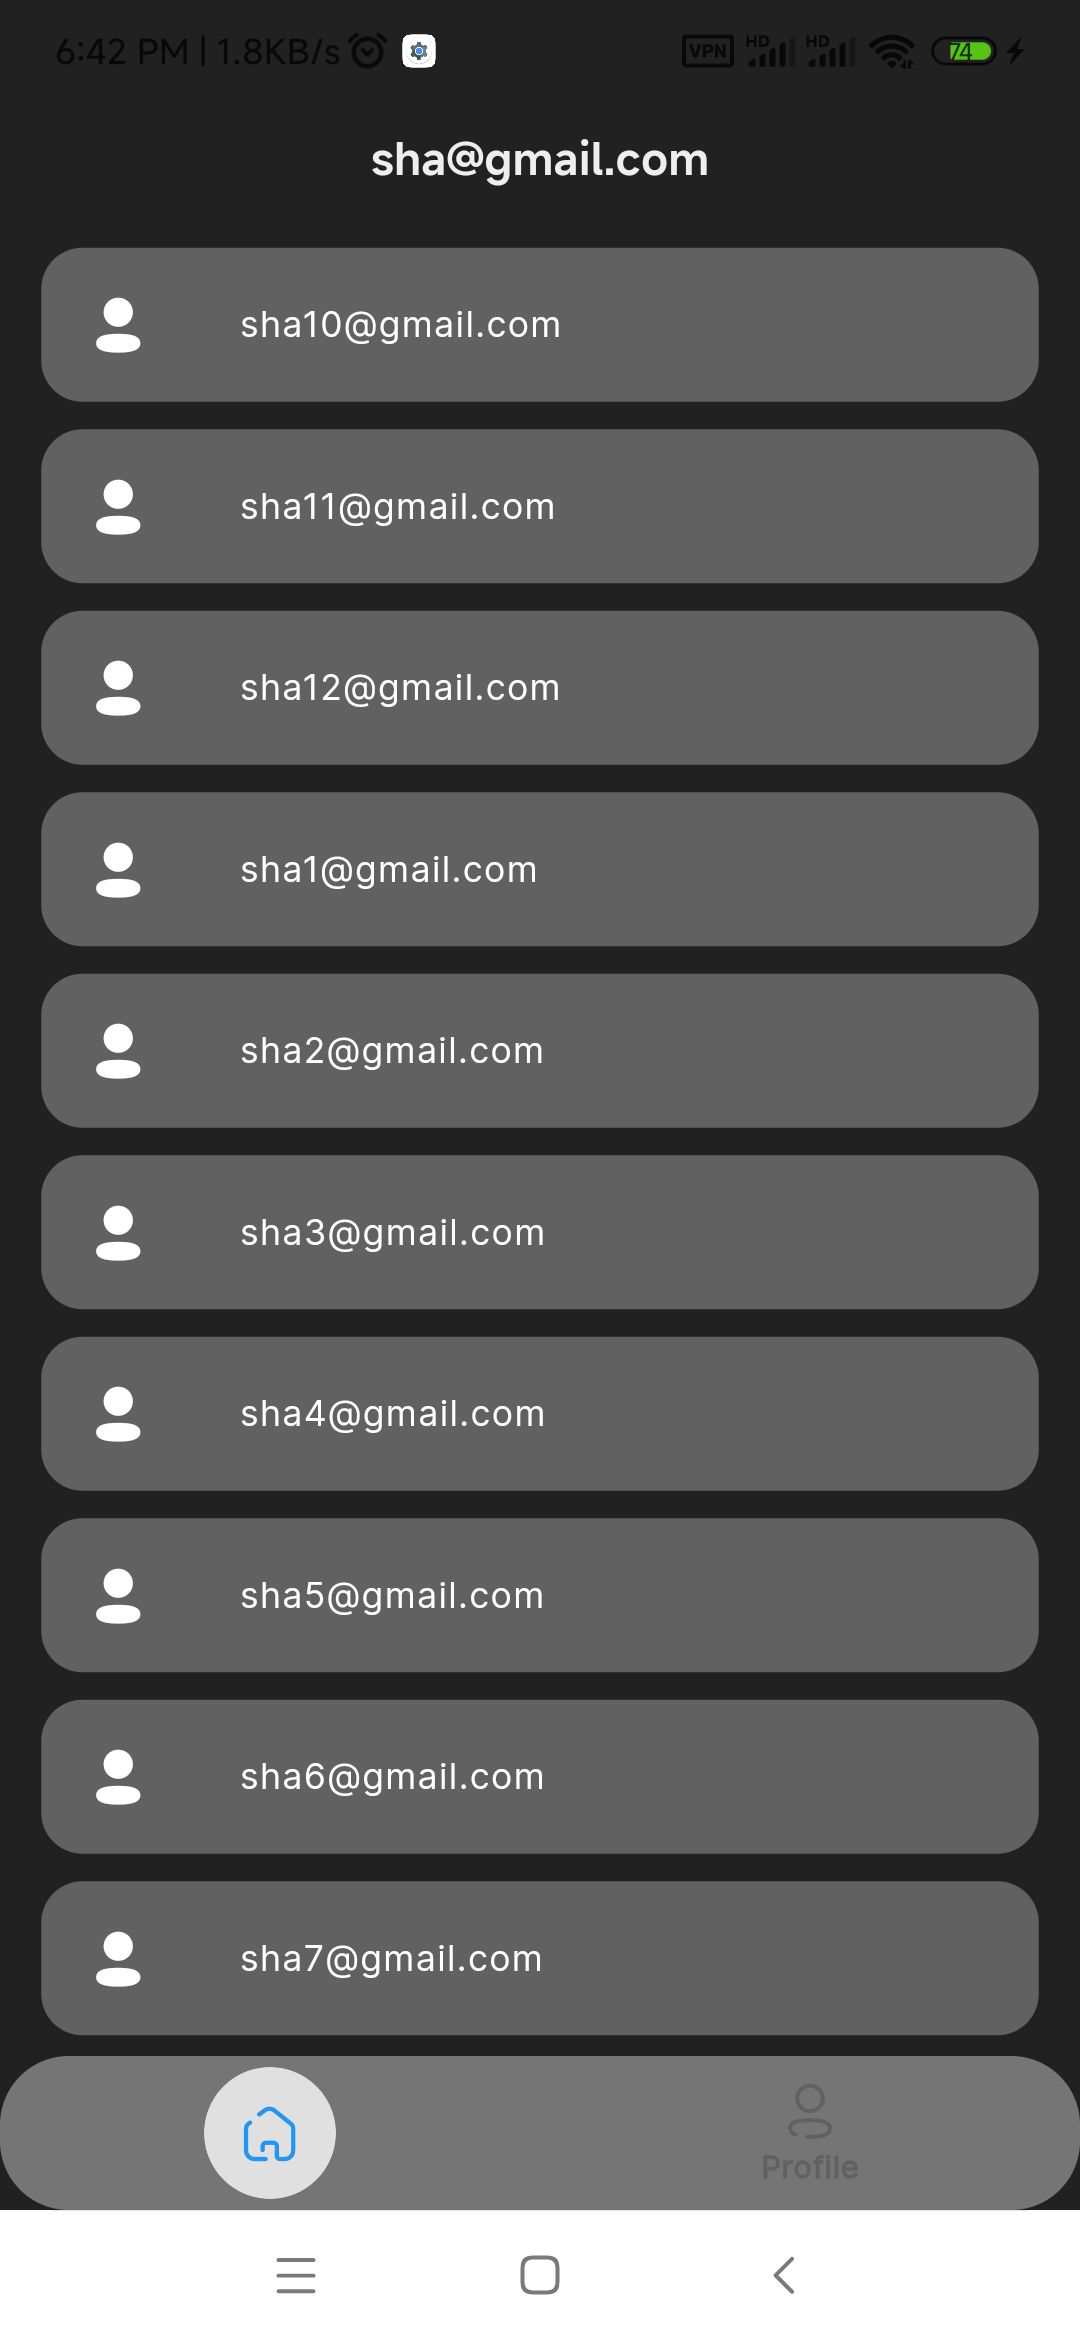 6:42 PM | 1.8KB/s
VPN HD HD 74
sha@gmail.com
sha10@gmail.com
sha11@gmail.com
sha12@gmail.com
sha1@gmail.com
sha2@gmail.com
sha3@gmail.com
sha4@gmail.com
sha5@gmail.com
sha6@gmail.com
sha7@gmail.com
Profile